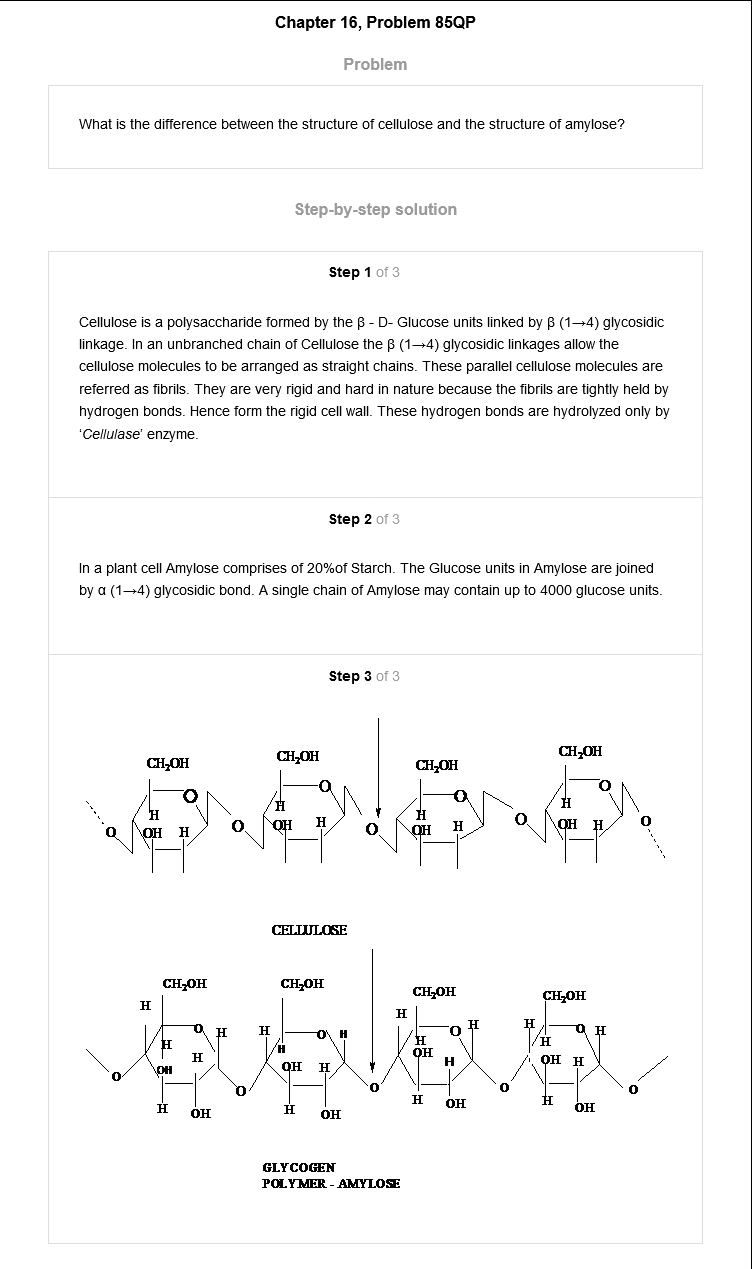 Chapter 16, Problem 85QP
Problem
What is the difference between the structure of cellulose and the structure of amylose?
Step-by-step solution
Step 1 of 3
Cellulose is a polysaccharide formed by the β - D- Glucose units linked by β (1→4) glycosidic
linkage. In an unbranched chain of Cellulose the β (1→4) glycosidic linkages allow the
cellulose molecules to be arranged as straight chains. These parallel cellulose molecules are
referred as fibrils. They are very rigid and hard in nature because the fibrils are tightly held by
hydrogen bonds. Hence form the rigid cell wall. These hydrogen bonds are hydrolyzed only by
‘Cellulase’ enzyme.
Step 2 of 3
In a plant cell Amylose comprises of 20%of Starch. The Glucose units in Amylose are joined
by α (1→4) glycosidic bond. A single chain of Amylose may contain up to 4000 glucose units.
Step 3 of 3
CH₂OH CH₂OH CH₂OH CH₂OH
O O O O
H H H H
O OH H O OH H O OH H O OH H O
CELLULOSE
CH₂OH CH₂OH CH₂OH CH₂OH
H H H
O H H O H O H H O H
H H H H
H OH OH H OH H
OH H
O O O O O
H OH H OH H OH H OH
GLYCOGEN
POLYMER - AMYLOSE